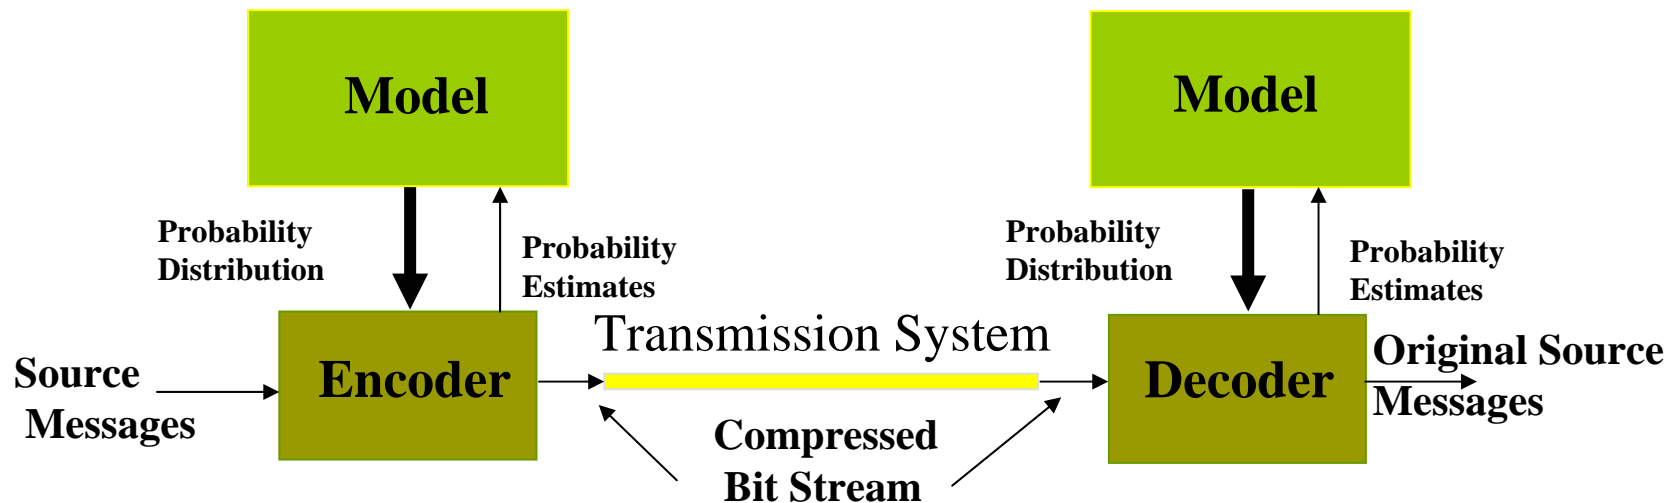 Model
Model
Probability
Distribution
Probability
Estimates
Probability
Distribution
Probability
Estimates
Transmission System
Source
Messages
Encoder
Decoder
Original Source
Messages
Compressed
Bit Stream